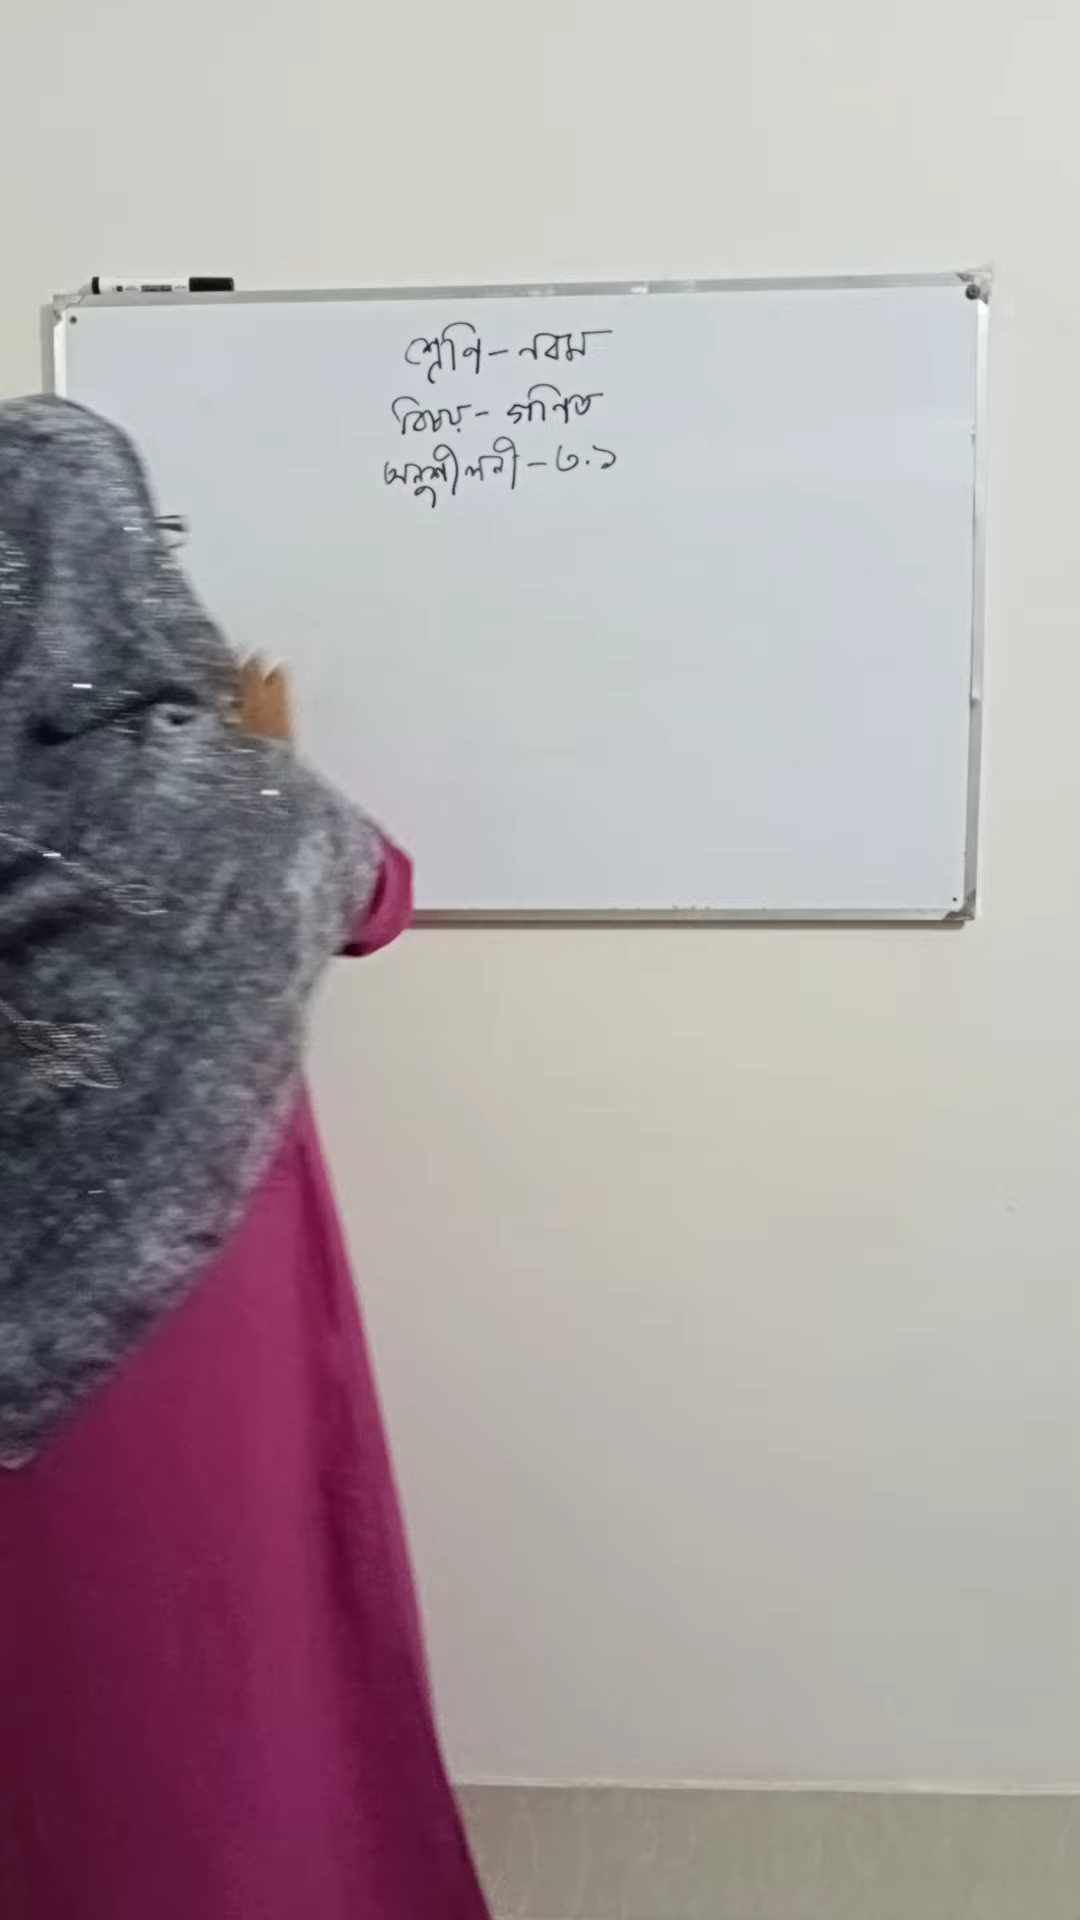 শ্রেণি - নবম
বিষয় - গণিত
অনুশীলনী - ৩.১